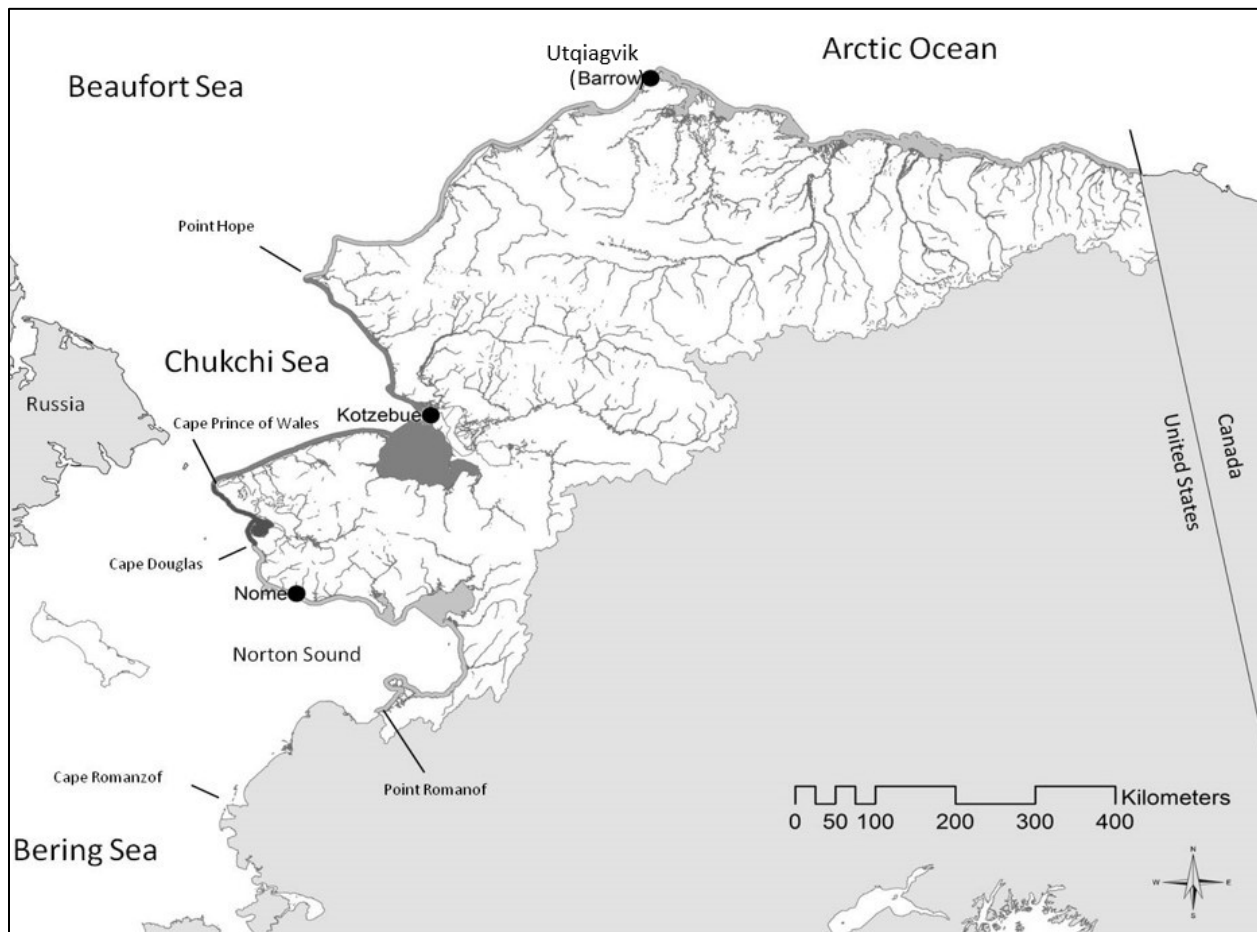 Utqiagvik
(Barrow)
Arctic Ocean
Beaufort Sea
Point Hope
Chukchi Sea
Russia
Kotzebue
Cape Prince of Wales
Canada
United States
Cape Douglas
Nome
Norton Sound
Cape Romanzof
Point Romanof
Kilometers
0 50 100 200 300 400
Bering Sea
N
W E
S